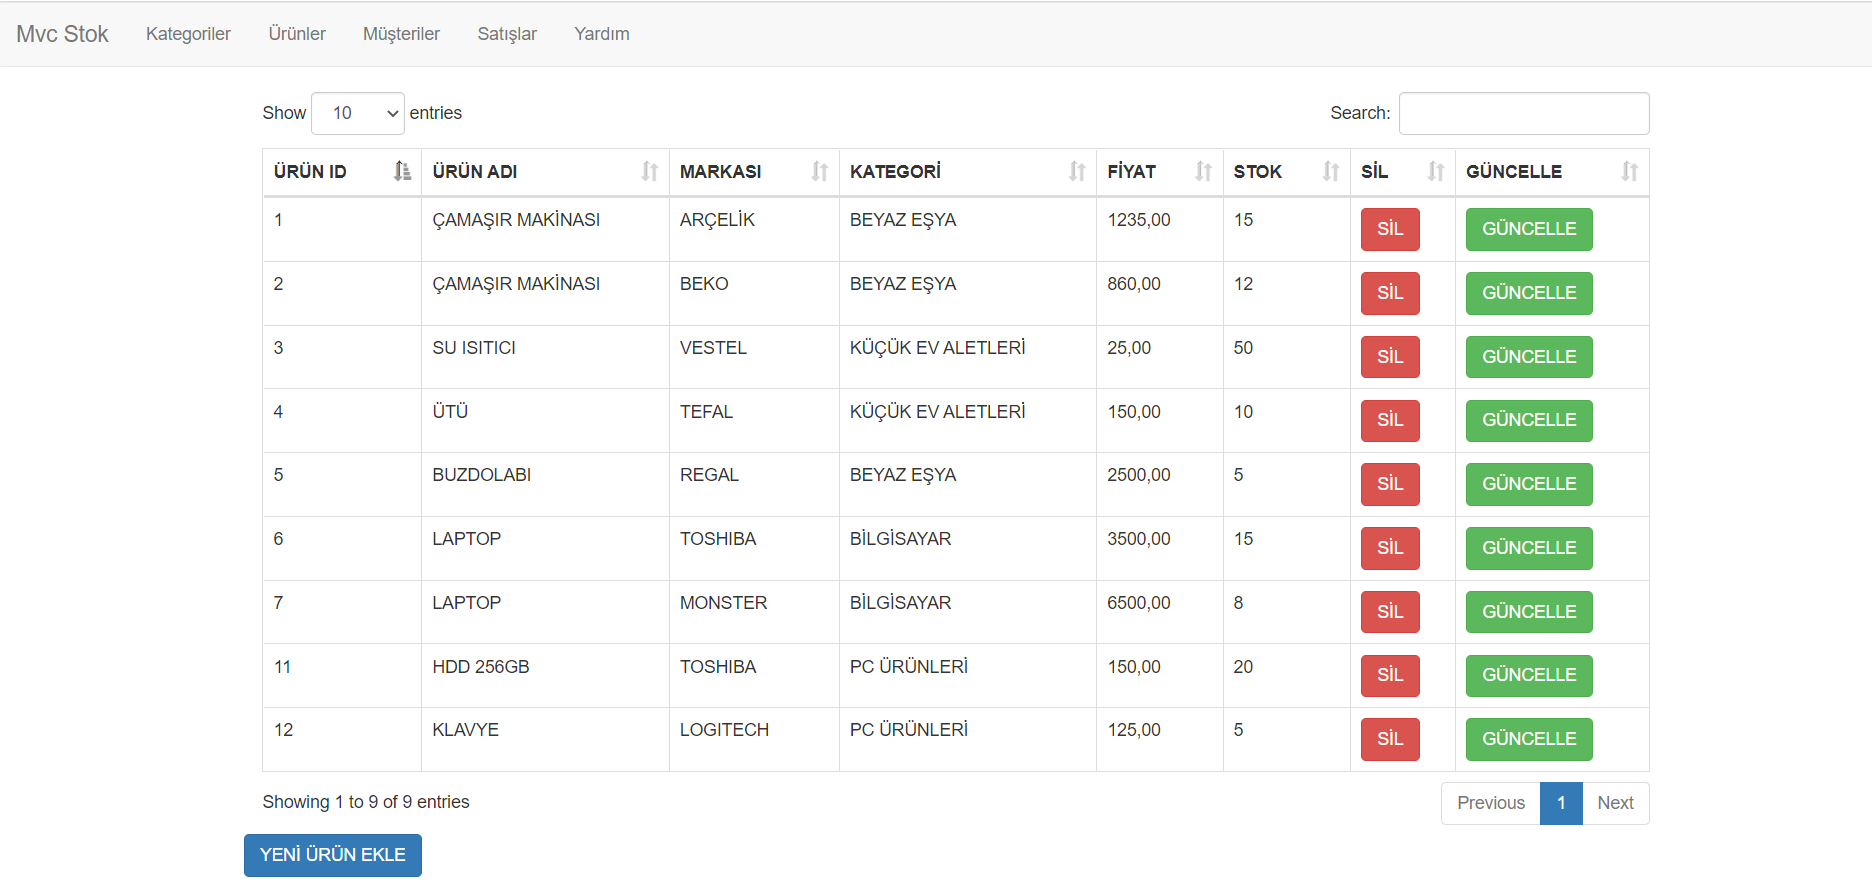 Mvc Stok Kategoriler Ürünler Müşteriler Satışlar Yardım
Show 10 entries Search:
ÜRÜN ID ÜRÜN ADI MARKASI KATEGORİ FİYAT STOK SİL GÜNCELLE
1 ÇAMAŞIR MAKİNASI ARÇELİK BEYAZ EŞYA 1235,00 15 SİL GÜNCELLE
2 ÇAMAŞIR MAKİNASI BEKO BEYAZ EŞYA 860,00 12 SİL GÜNCELLE
3 SU ISITICI VESTEL KÜÇÜK EV ALETLERİ 25,00 50 SİL GÜNCELLE
4 ÜTÜ TEFAL KÜÇÜK EV ALETLERİ 150,00 10 SİL GÜNCELLE
5 BUZDOLABI REGAL BEYAZ EŞYA 2500,00 5 SİL GÜNCELLE
6 LAPTOP TOSHIBA BİLGİSAYAR 3500,00 15 SİL GÜNCELLE
7 LAPTOP MONSTER BİLGİSAYAR 6500,00 8 SİL GÜNCELLE
11 HDD 256GB TOSHIBA PC ÜRÜNLERİ 150,00 20 SİL GÜNCELLE
12 KLAVYE LOGITECH PC ÜRÜNLERİ 125,00 5 SİL GÜNCELLE
Showing 1 to 9 of 9 entries Previous 1 Next
YENİ ÜRÜN EKLE